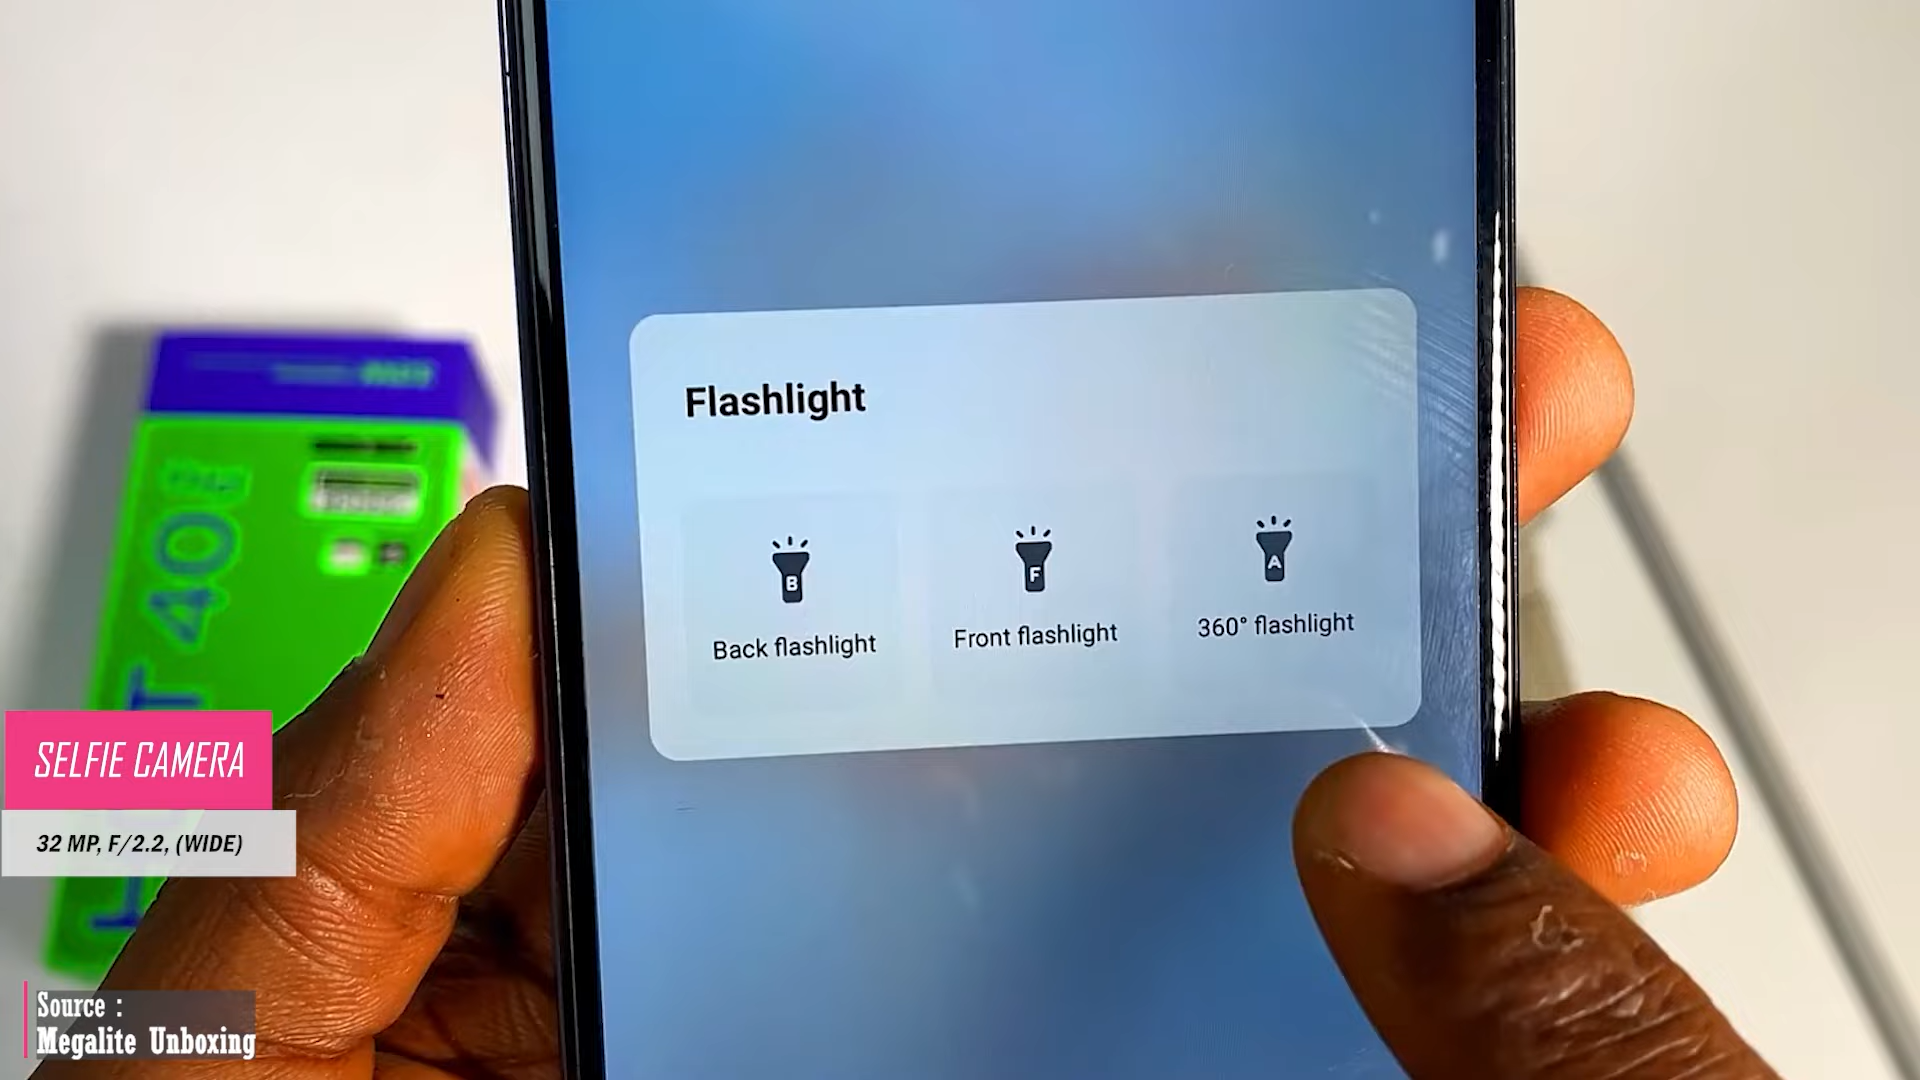 Flashlight
B
F
A
Back flashlight
Front flashlight
360° flashlight
40
SELFIE CAMERA
32 MP, F/2.2, (WIDE)
Source :
Megalite Unboxing